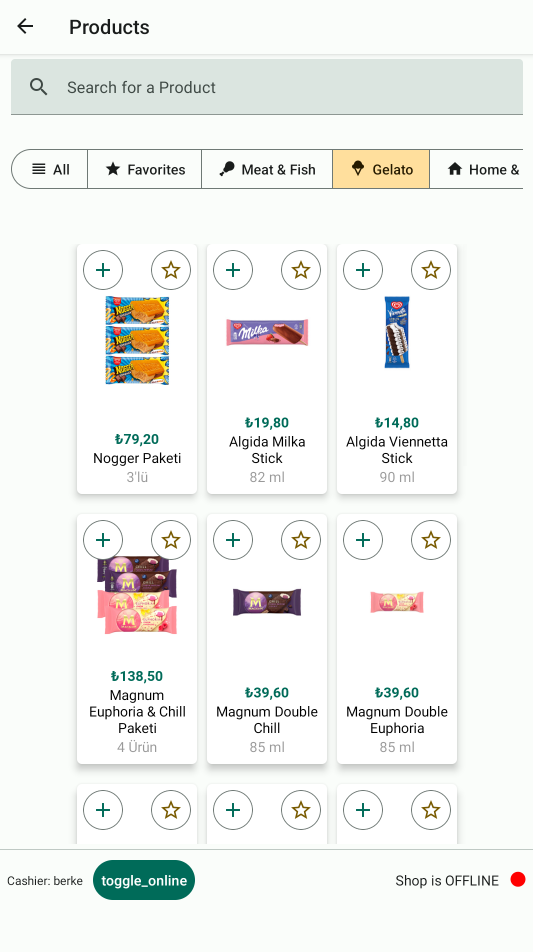 Products
Search for a Product
All
Favorites
Meat & Fish
Gelato
Home &
Milka
Viennetta
₺79,20
Nogger Paketi
3'lü
₺19,80
Algida Milka
Stick
82 ml
₺14,80
Algida Viennetta
Stick
90 ml
₺138,50
Magnum
Euphoria & Chill
Paketi
4 Ürün
₺39,60
Magnum Double
Chill
85 ml
₺39,60
Magnum Double
Euphoria
85 ml
Cashier: berke
toggle_online
Shop is OFFLINE